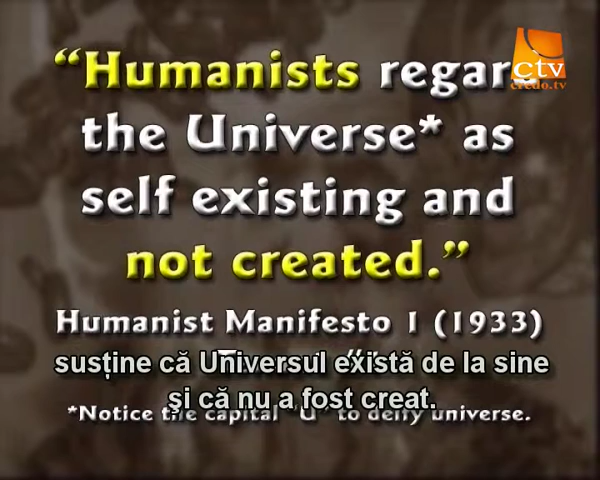 “Humanists regard
ctv
credo.tv
the Universe* as
self existing and
not created.”
Humanist Manifesto 1 (1933)
susține că Universul există de la sine
și că nu a fost creat.
*Notice the capital "U" to deify universe.